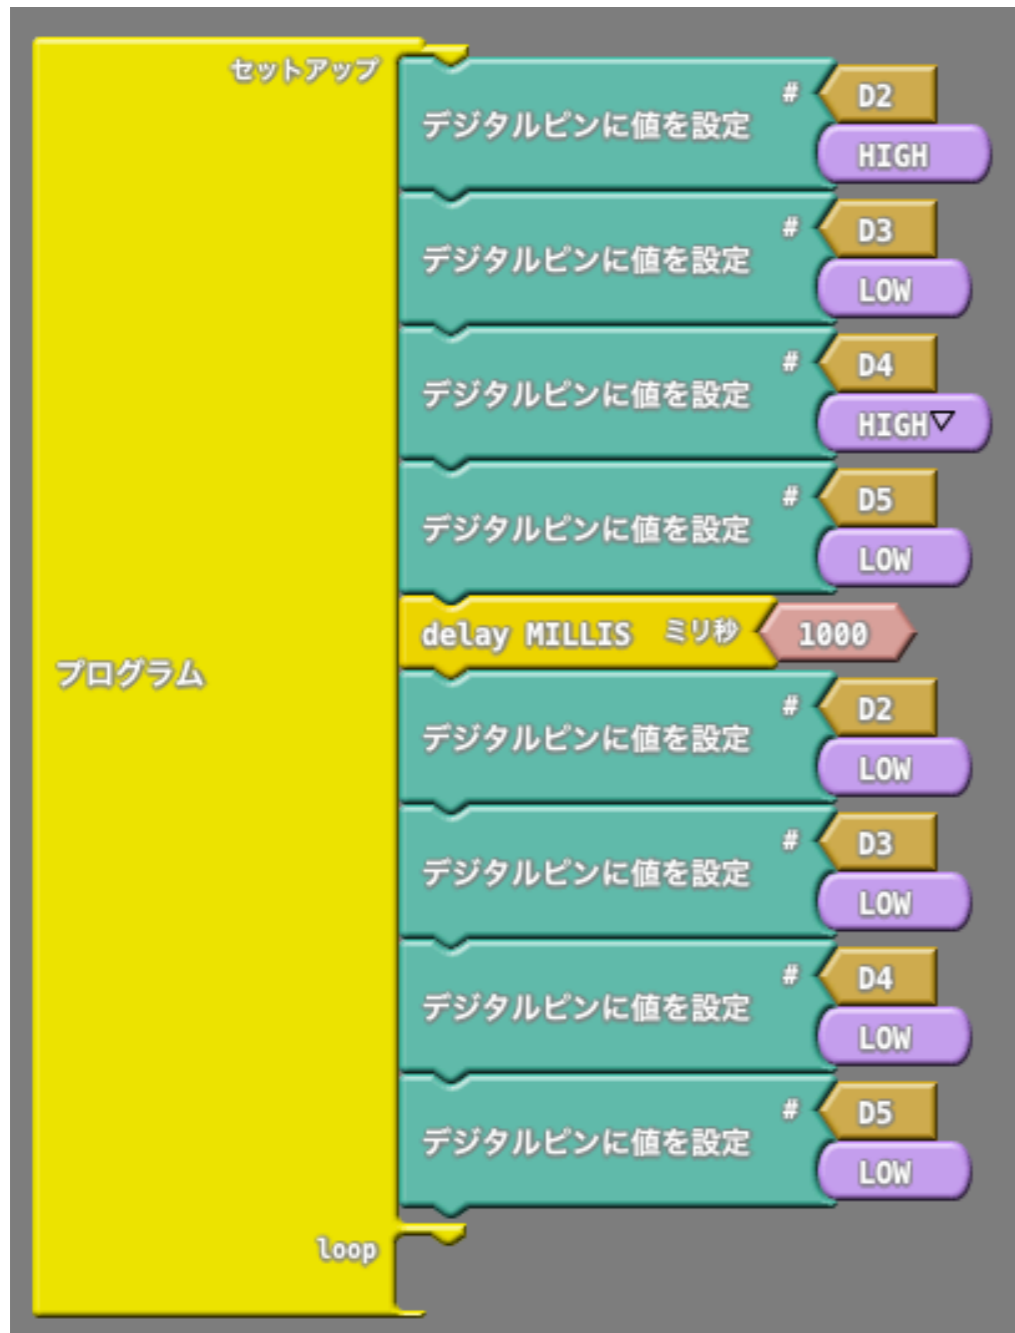 セットアップ
デジタルピンに値を設定 # D2
HIGH
デジタルピンに値を設定 # D3
LOW
デジタルピンに値を設定 # D4
HIGH
デジタルピンに値を設定 # D5
LOW
delay MILLIS ミリ秒 1000
プログラム
デジタルピンに値を設定 # D2
LOW
デジタルピンに値を設定 # D3
LOW
デジタルピンに値を設定 # D4
LOW
デジタルピンに値を設定 # D5
LOW
loop